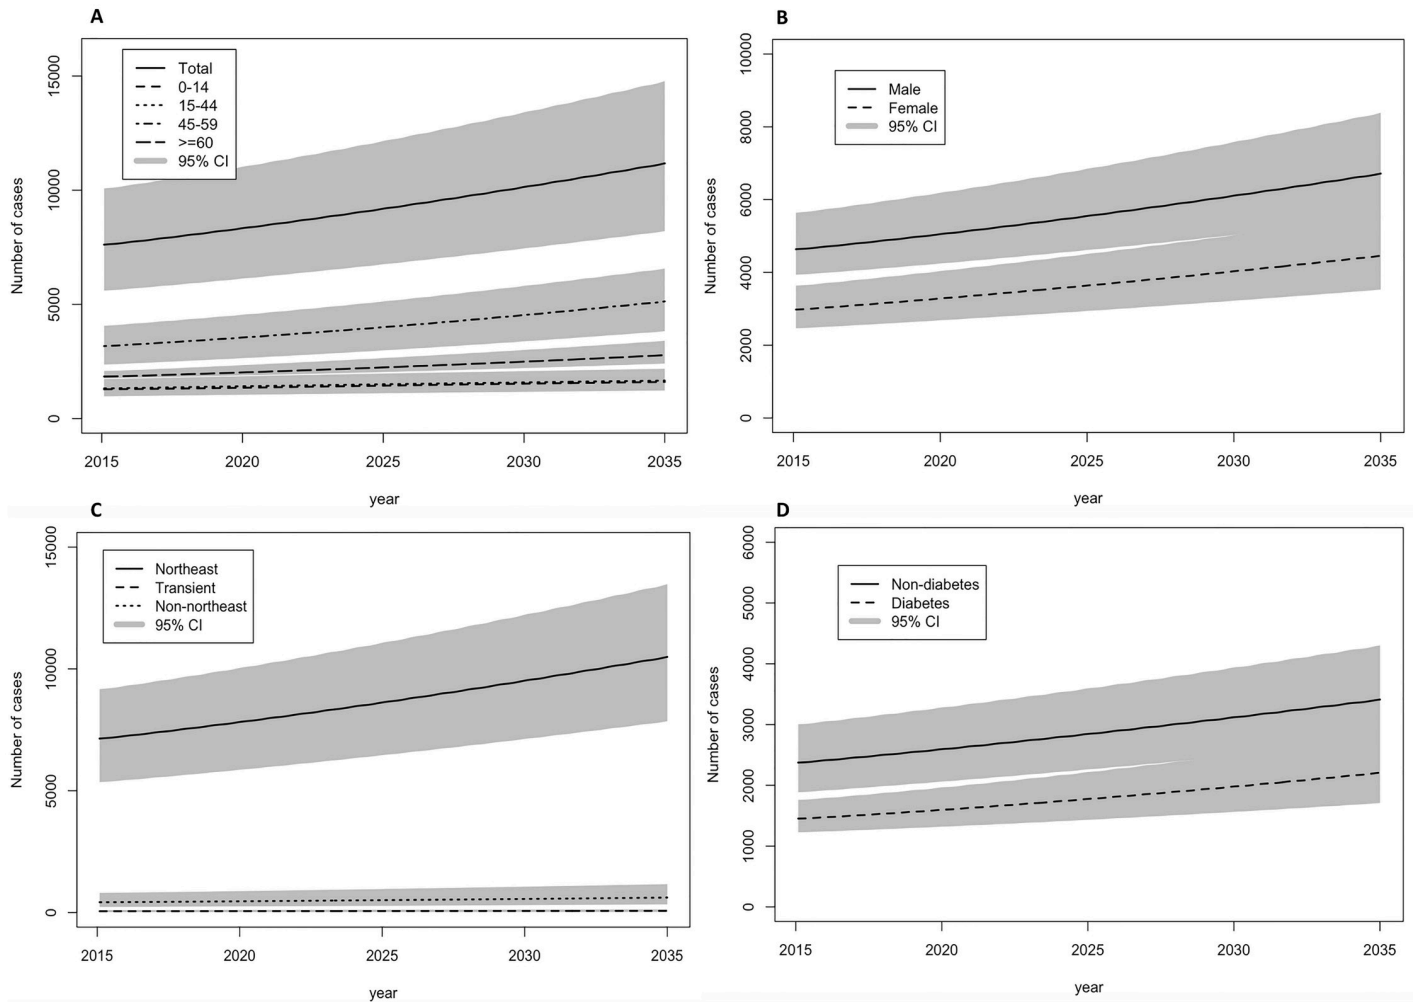 A
Total
0-14
15-44
45-59
>=60
95% CI
Number of cases
15000
10000
5000
0
2015 2020 2025 2030 2035
year
B
Male
Female
95% CI
Number of cases
10000
8000
6000
4000
2000
0
2015 2020 2025 2030 2035
year
C
Northeast
Transient
Non-northeast
95% CI
Number of cases
15000
10000
5000
0
2015 2020 2025 2030 2035
year
D
Non-diabetes
Diabetes
95% CI
Number of cases
6000
5000
4000
3000
2000
1000
0
2015 2020 2025 2030 2035
year